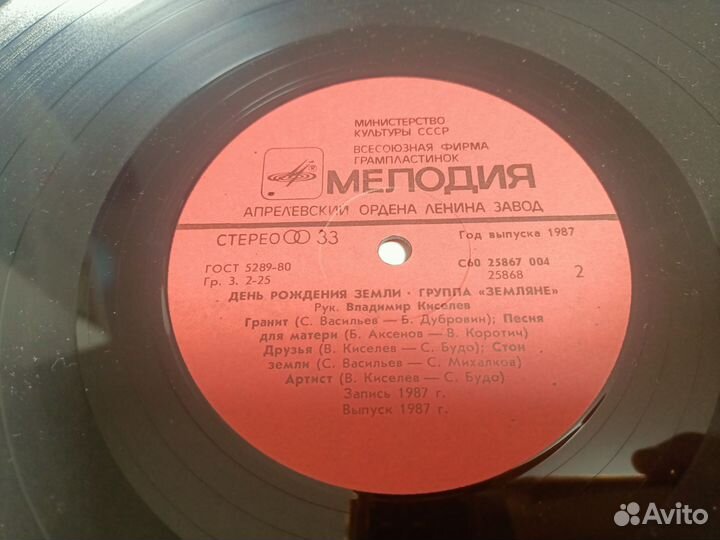 МИНИСТЕРСТВО
КУЛЬТУРЫ СССР
ВСЕСОЮЗНАЯ ФИРМА
ГРАМПЛАСТИНОК
МЕЛОДИЯ
АПРЕЛЕВСКИЙ ОРДЕНА ЛЕНИНА ЗАВОД
СТЕРЕО 33
Год выпуска 1987
ГОСТ 5289-80
С60 25867 004
Гр. 3. 2-25
25868
2
ДЕНЬ РОЖДЕНИЯ ЗЕМЛИ · ГРУППА «ЗЕМЛЯНЕ»
Рук. Владимир Киселев
Гранит (С. Васильев — Б. Дубровин); Песня
для матери (Б. Аксенов — В. Коротич)
Друзья (В. Киселев — С. Будо); Стон
земли (С. Васильев — С. Михалков)
Артист (В. Киселев — С. Будо)
Запись 1987 г.
Выпуск 1987 г.
Avito